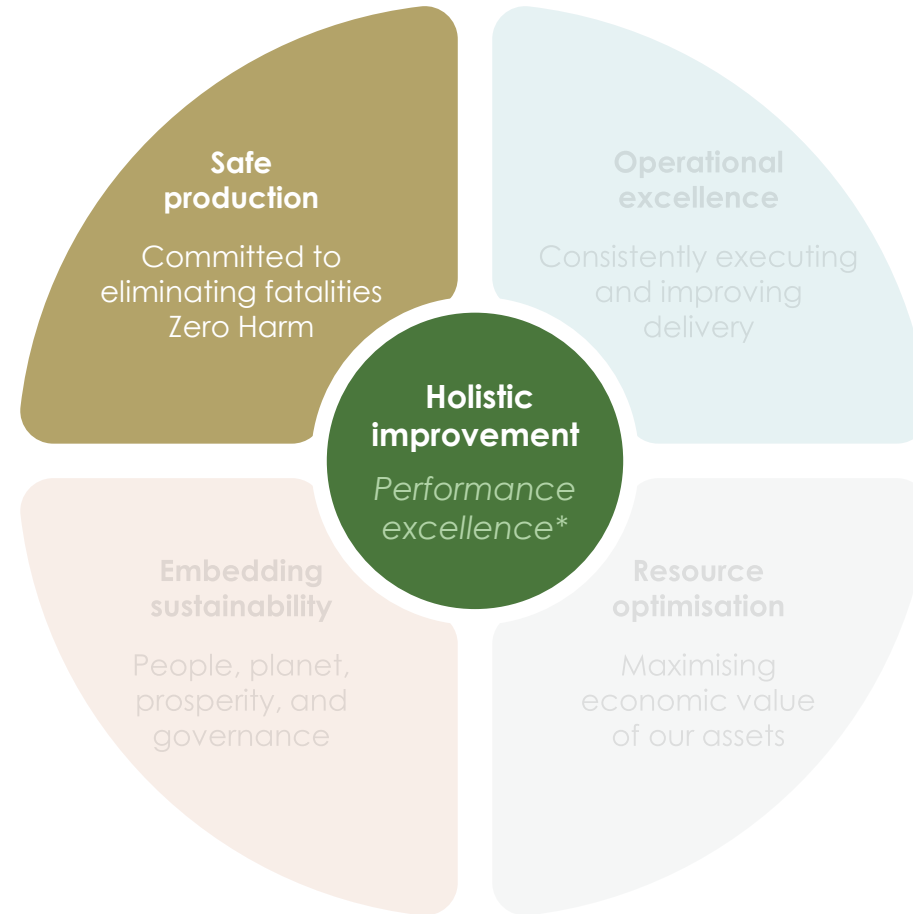 Safe
production
Committed to
eliminating fatalities
Zero Harm
Operational
excellence
Consistently executing
and improving
delivery
Holistic
improvement
Performance
excellence*
Embedding
sustainability
People, planet,
prosperity, and
governance
Resource
optimisation
Maximising
economic value
of our assets